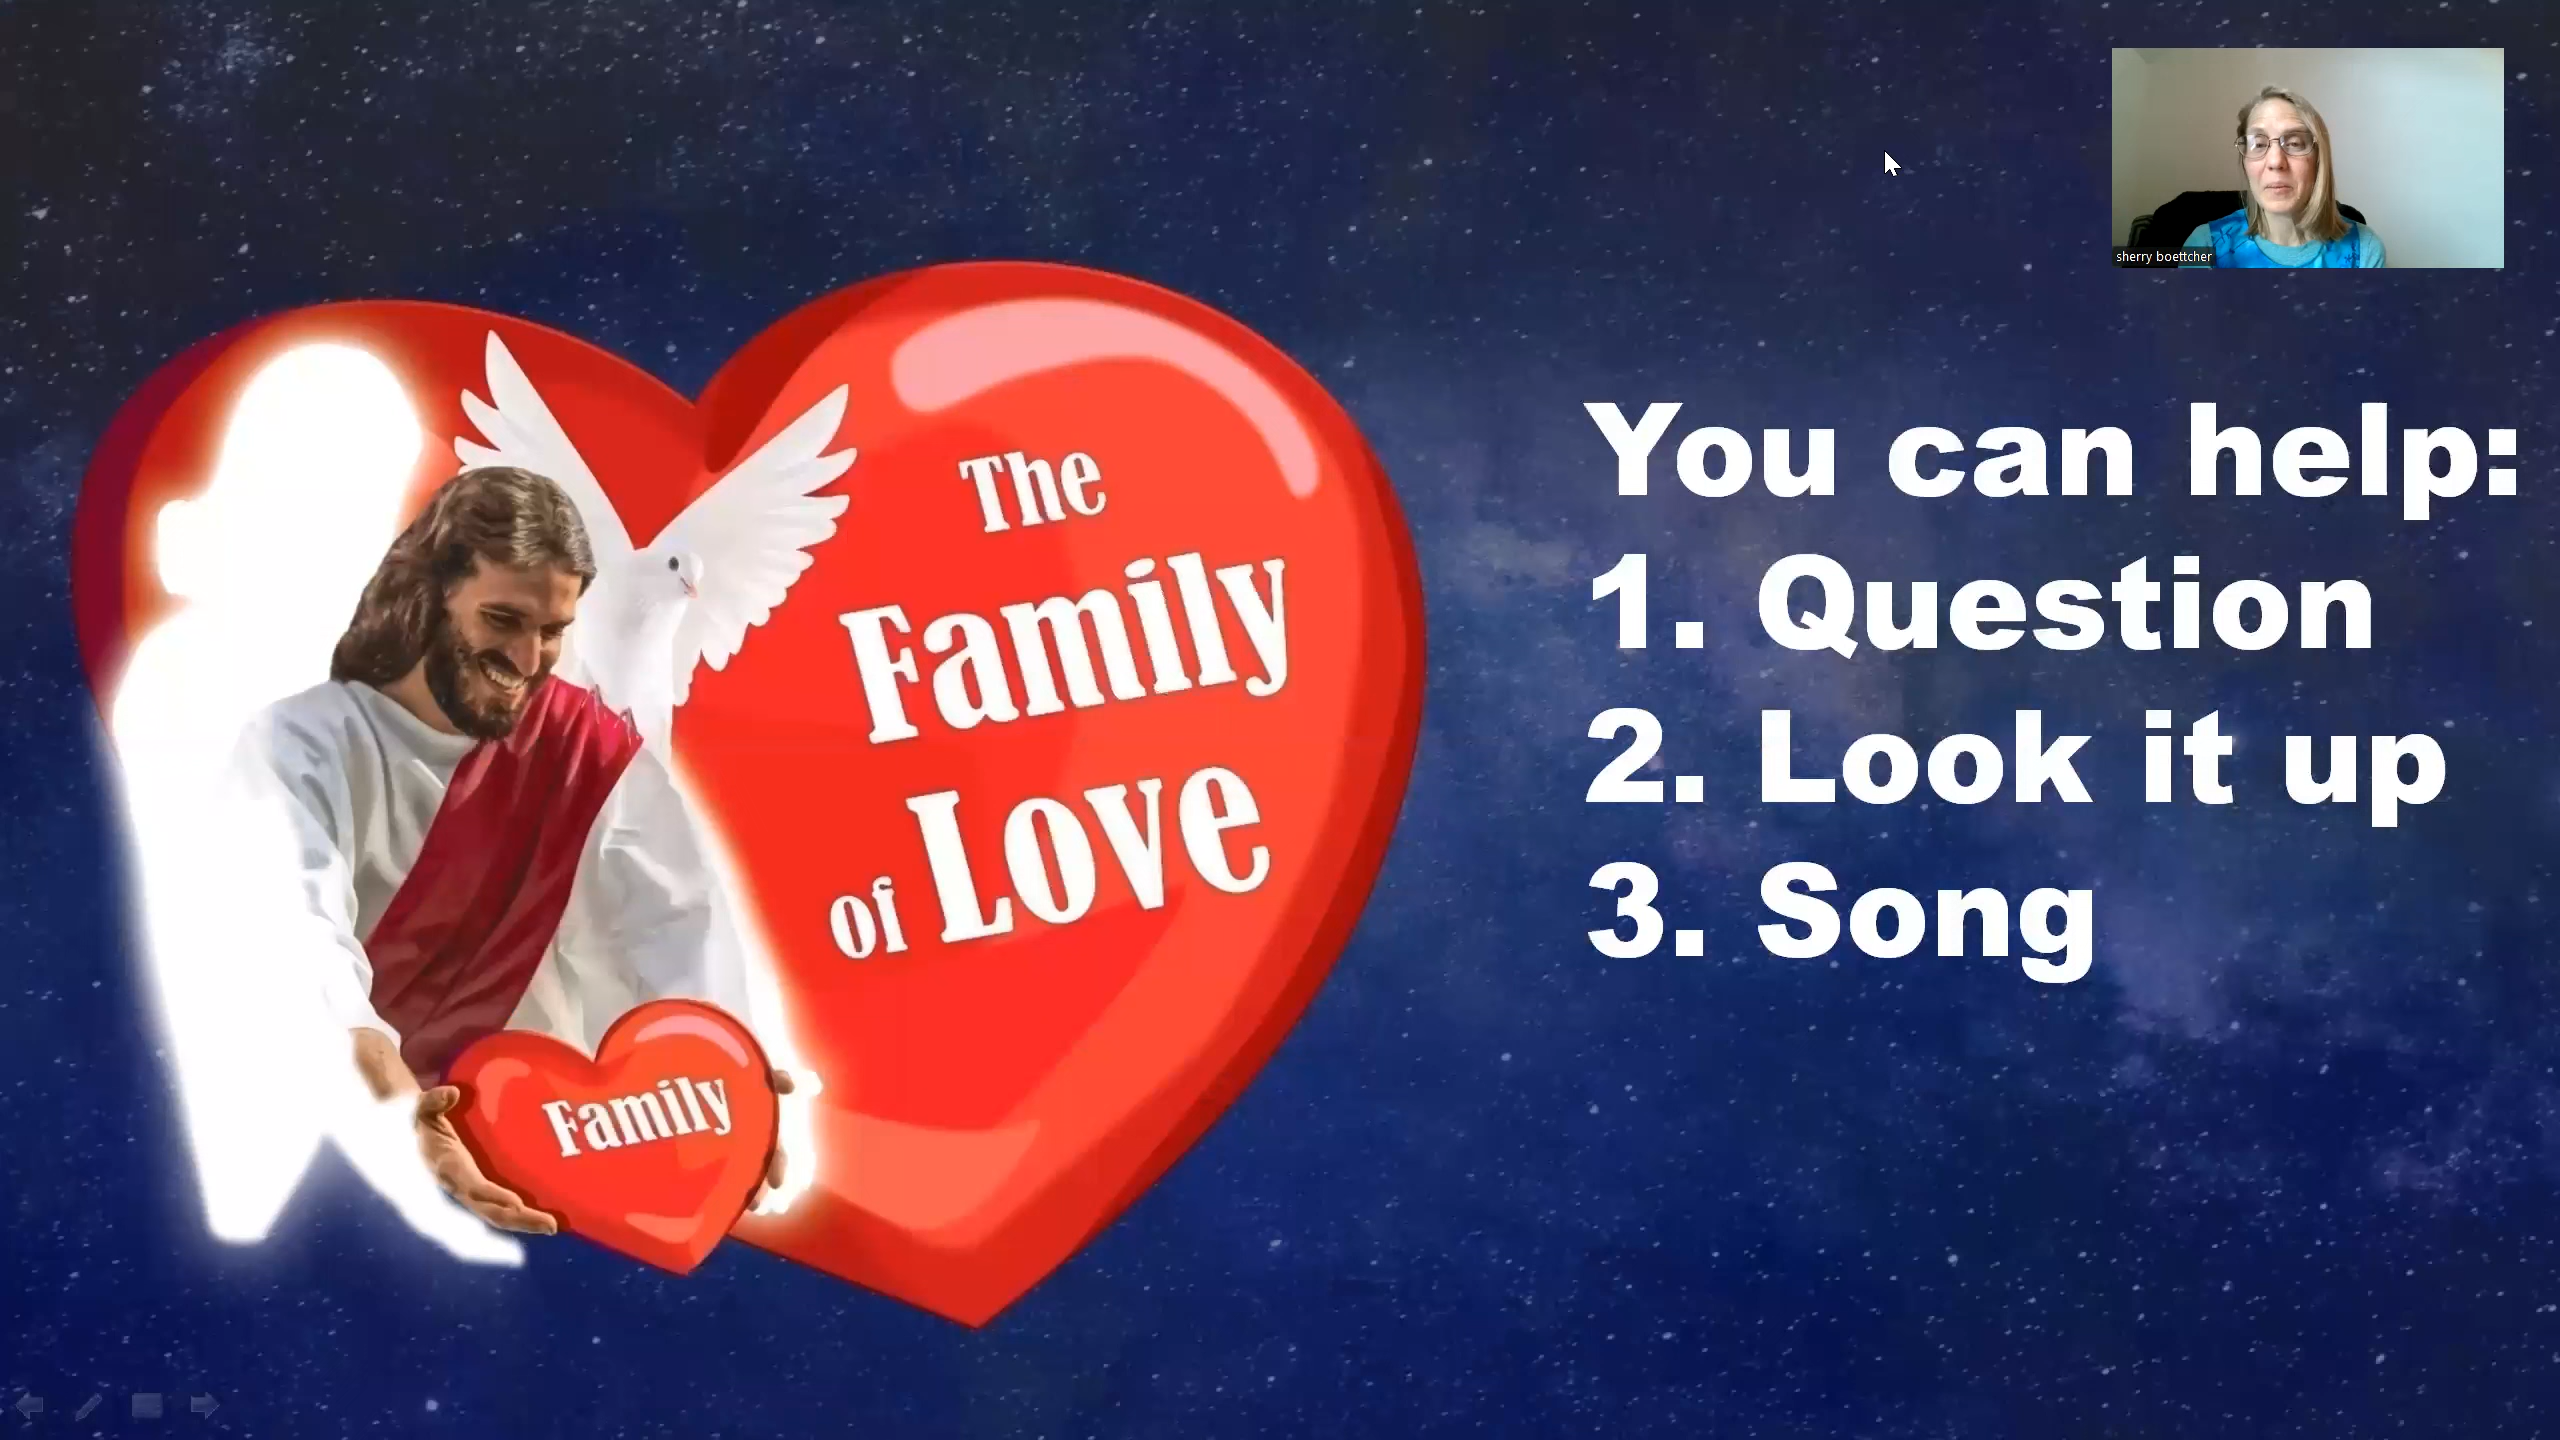 sherry boettcher
The
Family
of Love
Family
You can help:
1. Question
2. Look it up
3. Song